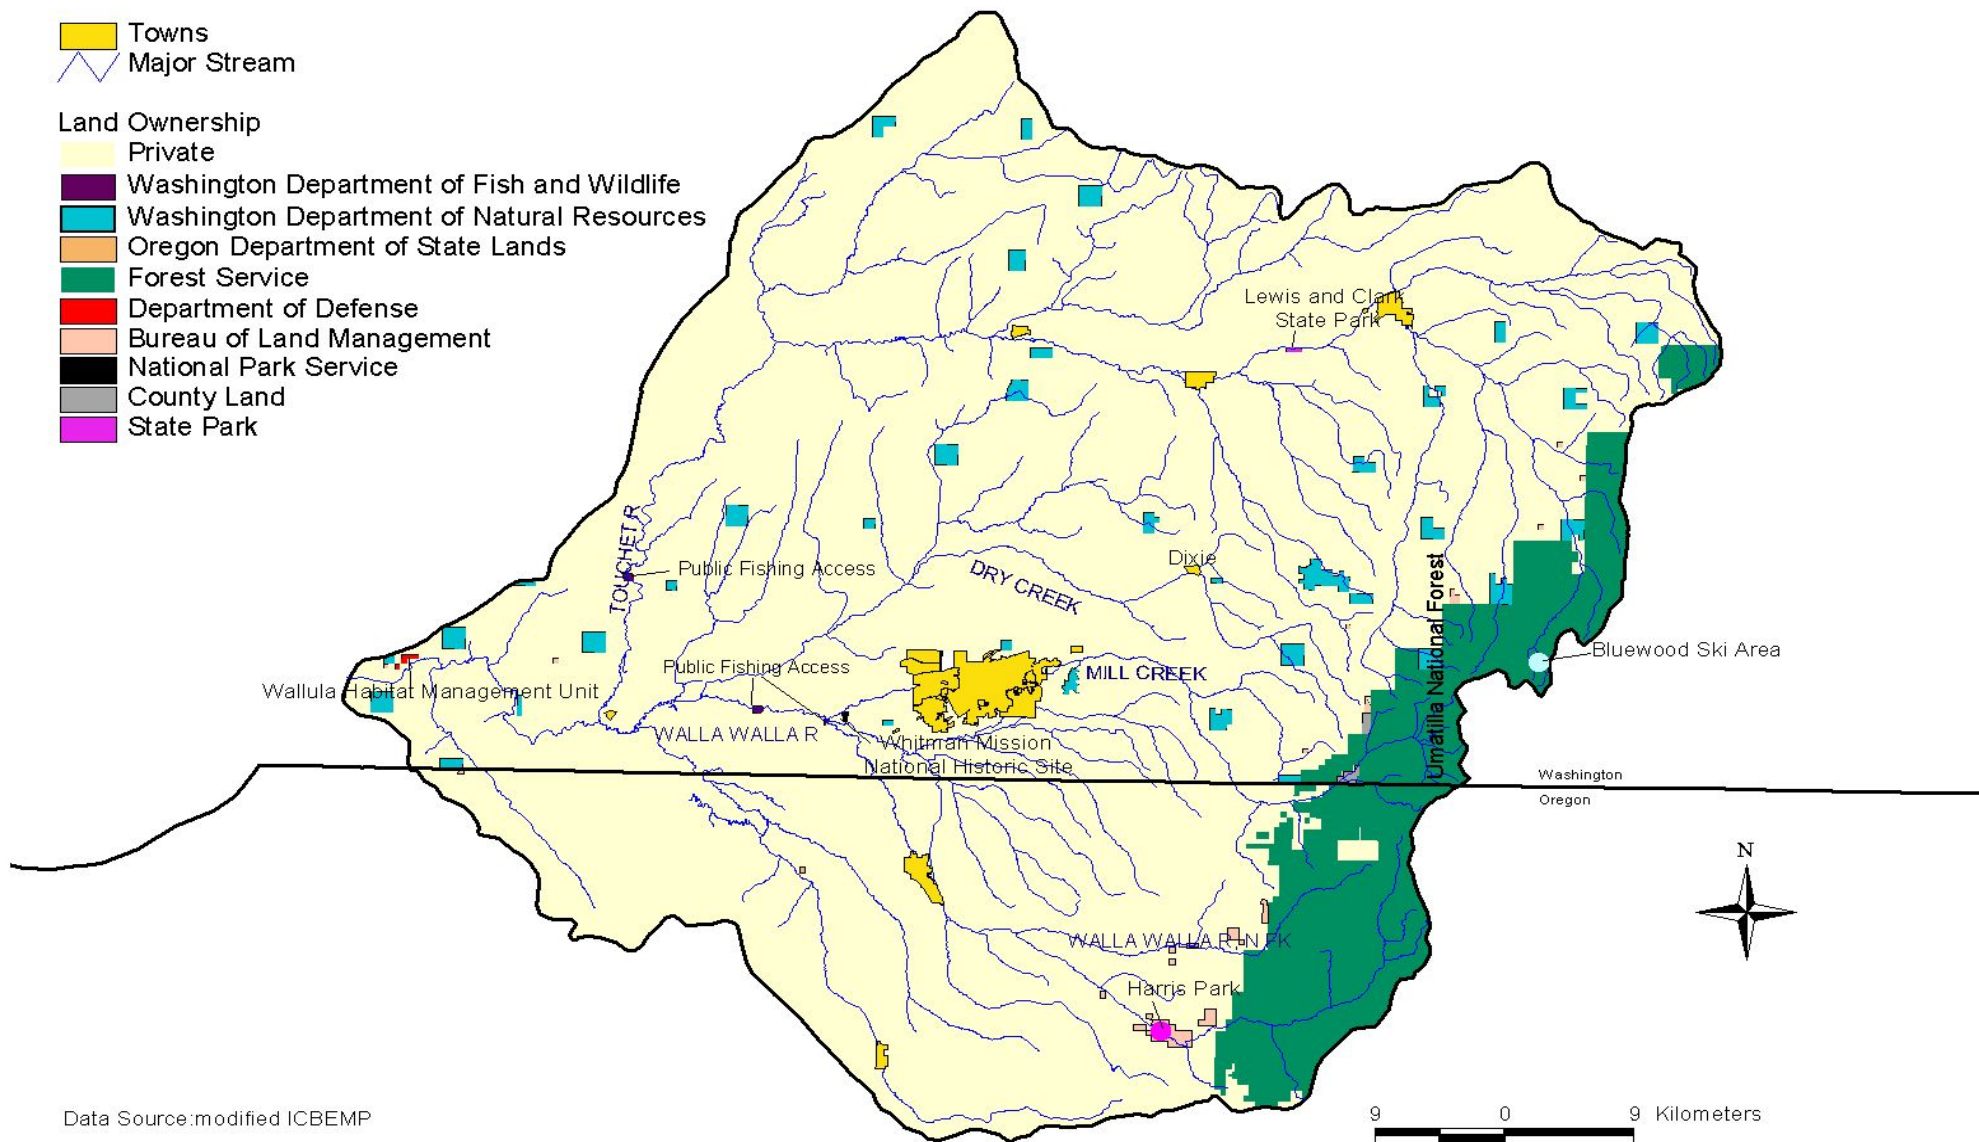 Towns
Major Stream
Land Ownership
Private
Washington Department of Fish and Wildlife
Washington Department of Natural Resources
Oregon Department of State Lands
Forest Service
Department of Defense
Bureau of Land Management
National Park Service
County Land
State Park
Lewis and Clark
State Park
TOUCHET R
Public Fishing Access
DRY CREEK
Dixie
Umatilla National Forest
Bluewood Ski Area
Public Fishing Access
MILL CREEK
Wallula Habitat Management Unit
WALLA WALLA R
Whitman Mission
National Historic Site
Washington
Oregon
N
WALLA WALLA R, N FK
Harris Park
Data Source:modified ICBEMP
9 0 9 Kilometers